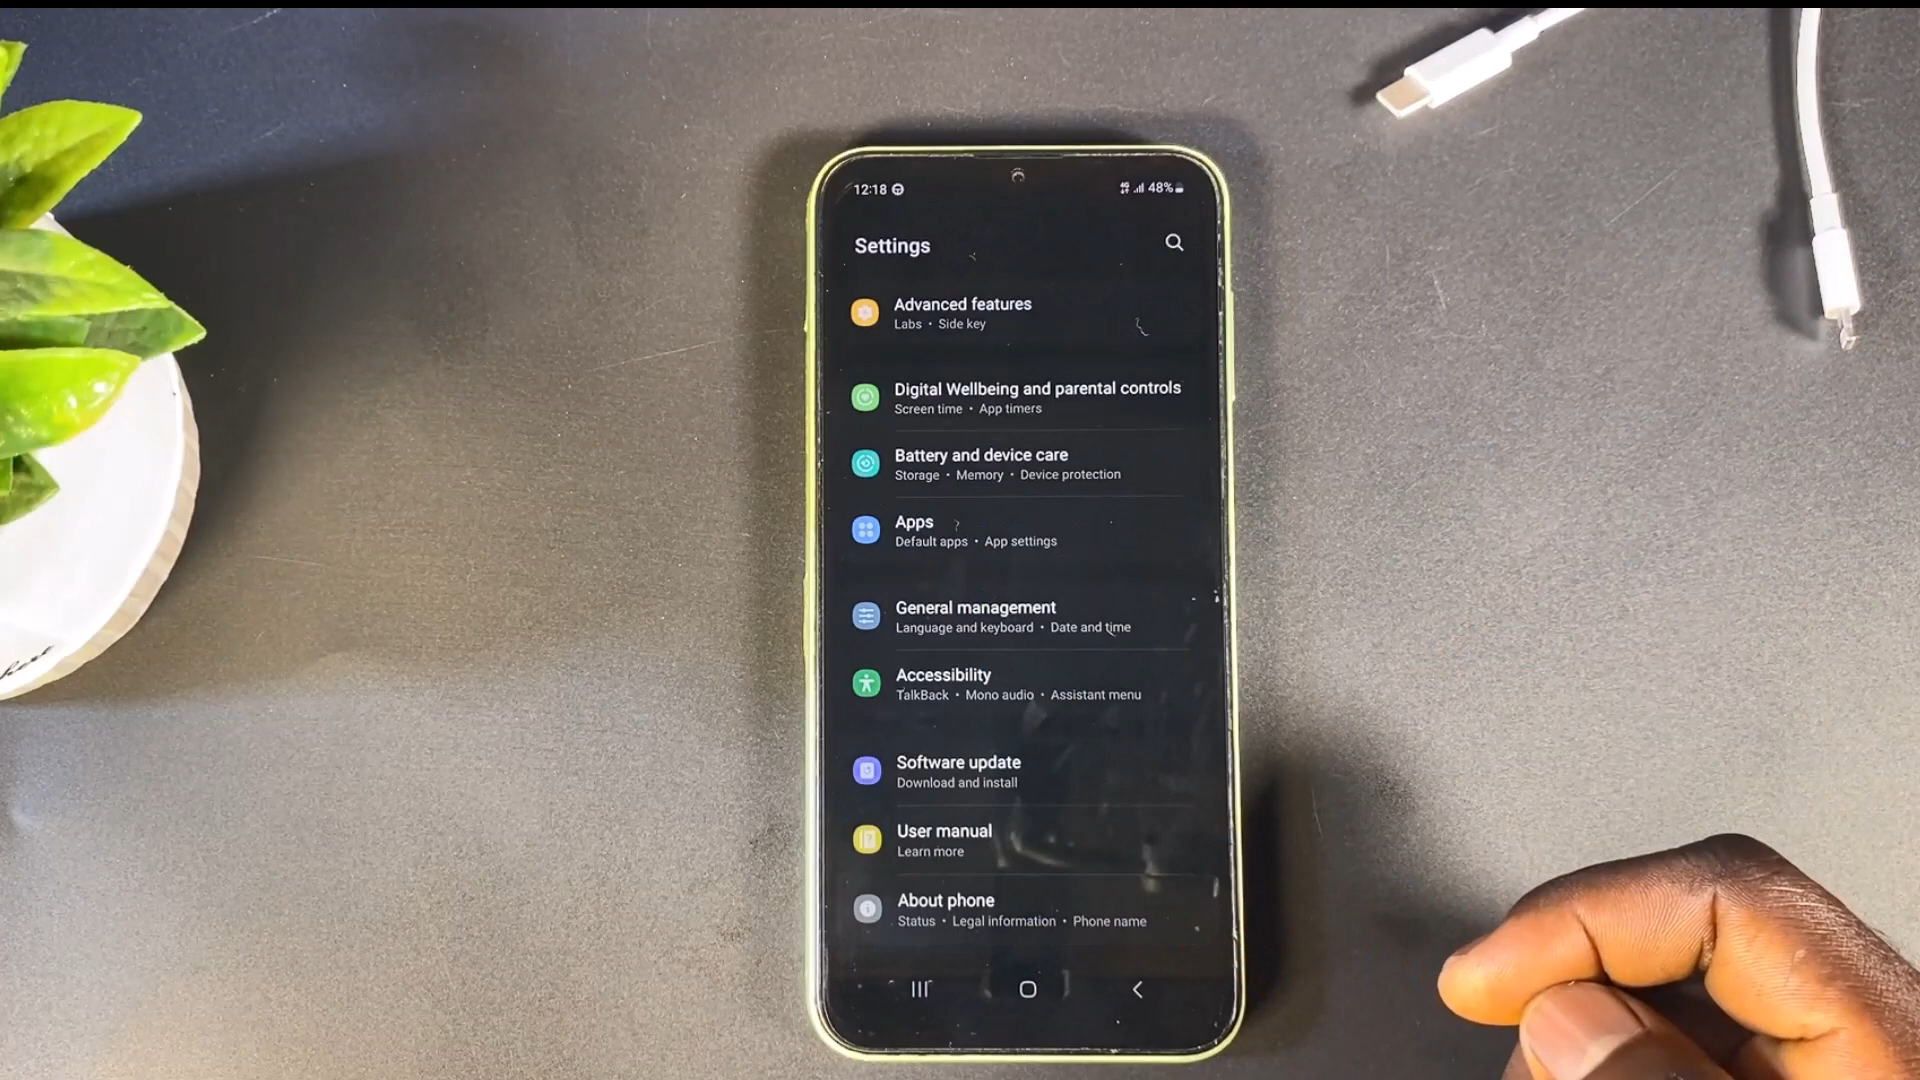 12:18
48%
Settings
Advanced features
Labs • Side key
Digital Wellbeing and parental controls
Screen time • App timers
Battery and device care
Storage • Memory • Device protection
Apps
Default apps • App settings
General management
Language and keyboard • Date and time
Accessibility
TalkBack • Mono audio • Assistant menu
Software update
Download and install
User manual
Learn more
About phone
Status • Legal information • Phone name